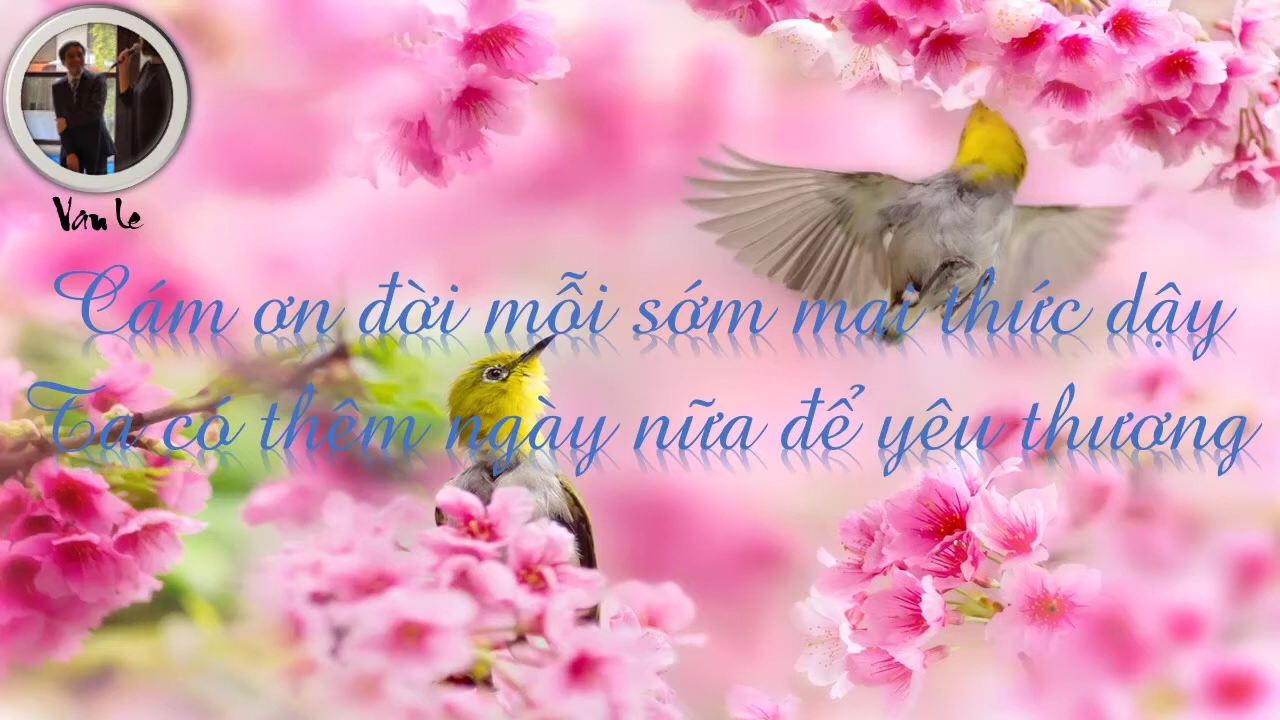 Van Le
Cám ơn đời mỗi sớm mai thức dậy
Ta có thêm ngày nữa để yêu thương